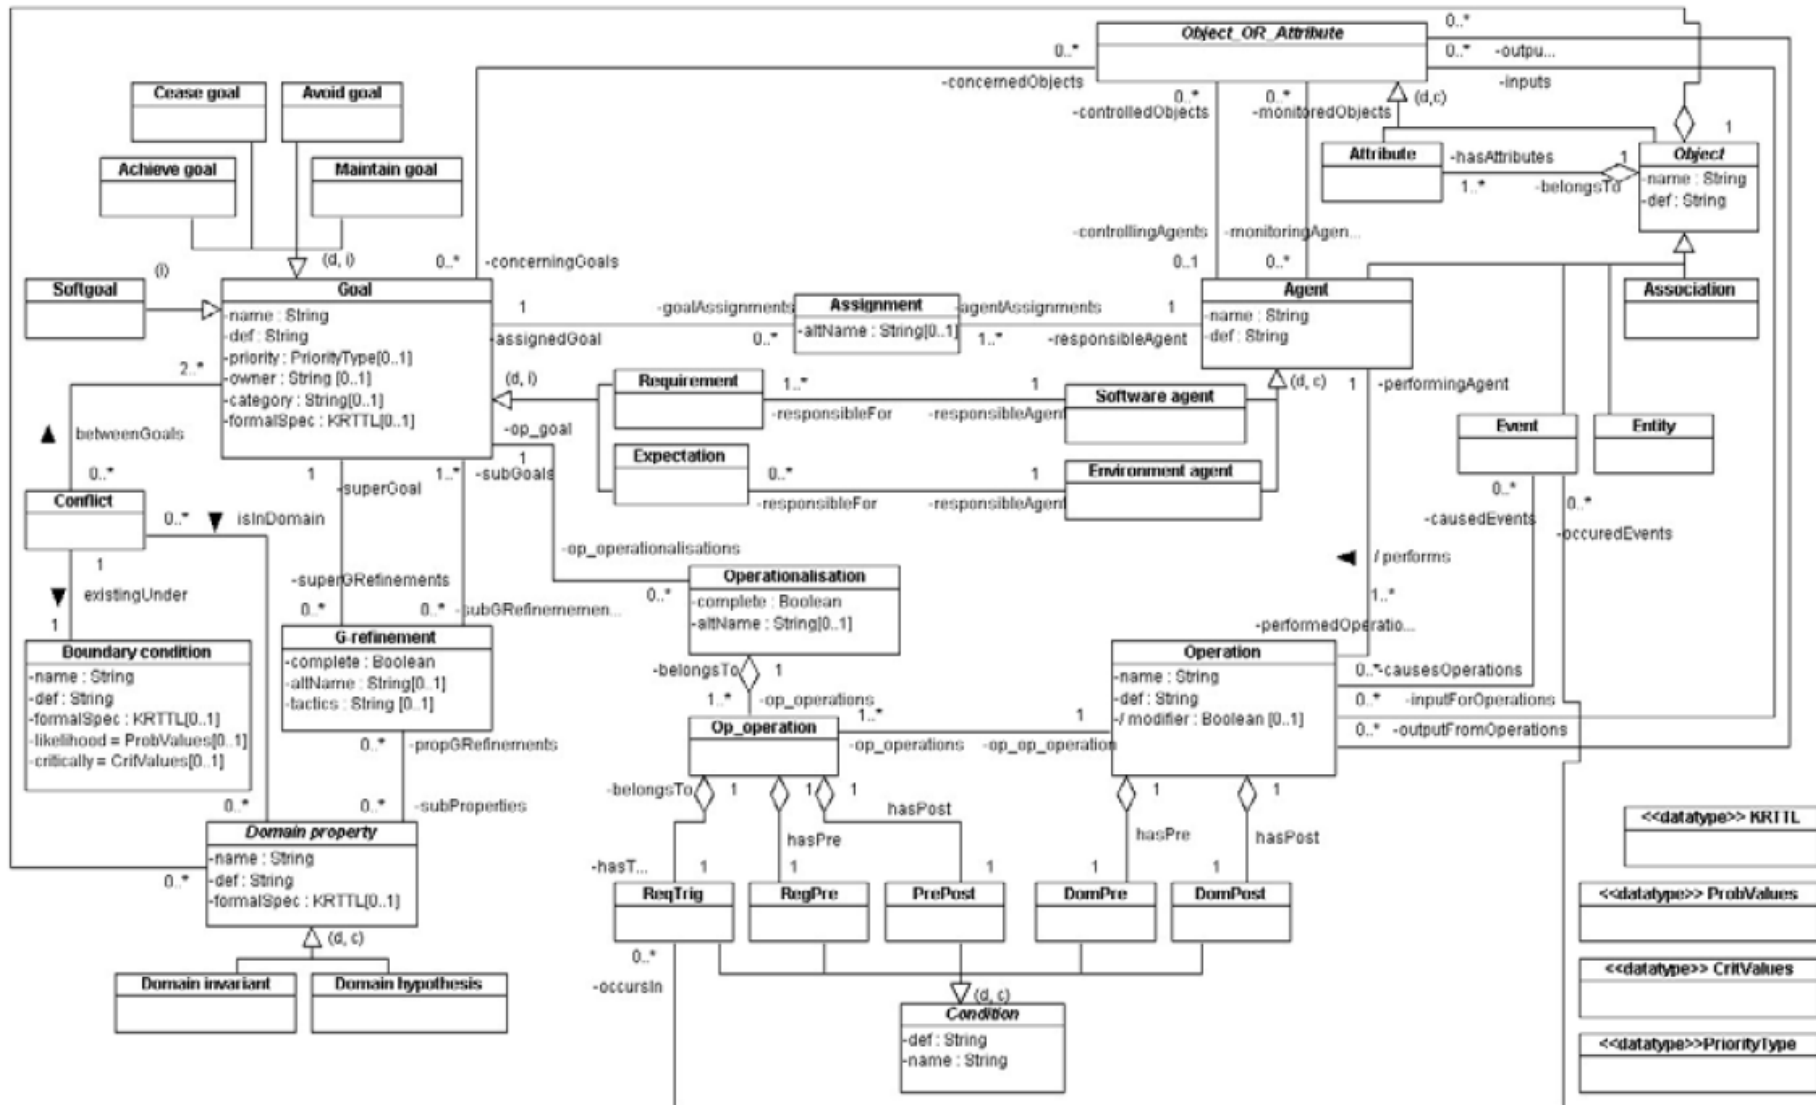 Object_OR_Attribute
0..*
0..*
0..*
-outpu...
-concernedObjects
-inputs
Cease goal
Avoid goal
0..*
0..*
(d,c)
-controlledObjects
-monitoredObjects
1
Achieve goal
Maintain goal
Attribute
-hasAttributes
1
Object
1..*
-belongsTo
-name : String
-def : String
-controllingAgents
-monitoringAgen...
(l)
(d, i)
0..*
-concerningGoals
0..1
0..*
Softgoal
Goal
-name : String
-def : String
-priority : PriorityType[0..1]
-owner : String [0..1]
-category : String[0..1]
-formalSpec : KRTTL[0..1]
1
-goalAssignments
Assignment
-altName : String[0..1]
-agentAssignments
1
-assignedGoal
0..*
1..*
-responsibleAgent
Agent
-name : String
-def : String
Association
2..*
(d, i)
Requirement
1..*
1
-responsibleFor
-responsibleAgent
Software agent
(d, c)
1
-performingAgent
betweenGoals
-op_goal
1
Expectation
0..*
1
-responsibleFor
-responsibleAgent
Environment agent
Event
Entity
0..*
1
-superGoal
1..*
-subGoals
0..*
-causedEvents
0..*
-occuredEvents
Conflict
0..*
isInDomain
1
existingUnder
1
-op_operationalisations
/ performs
-superGRefinements
0..*
0..*
-subGRefinememen...
0..*
Operationalisation
-complete : Boolean
-altName : String[0..1]
1..*
-performedOperatio...
Boundary condition
-name : String
-def : String
-formalSpec : KRTTL[0..1]
-likelihood = ProbValues[0..1]
-critically = CritValues[0..1]
G-refinement
-complete : Boolean
-altName : String[0..1]
-tactics : String [0..1]
-belongsTo
1
1..*
-op_operations
Operation
-name : String
-def : String
-/ modifier : Boolean [0..1]
0..*
-causesOperations
0..*
-inputForOperations
0..*
-outputFromOperations
Op_operation
1..*
1
-op_operations
-op_op_operation
0..*
-propGRefinements
0..*
0..*
-subProperties
-belongsTo
1
1
1
hasPost
hasPre
1
hasPre
1
hasPost
Domain property
-name : String
-def : String
-formalSpec : KRTTL[0..1]
0..*
-hasT...
1
1
1
1
1
ReqTrig
RegPre
PrePost
DomPre
DomPost
<<datatype>> KRTTL
<<datatype>> ProbValues
<<datatype>> CritValues
<<datatype>>PriorityType
(d, c)
Domain invariant
Domain hypothesis
0..*
-occursIn
(d, c)
Condition
-def : String
-name : String